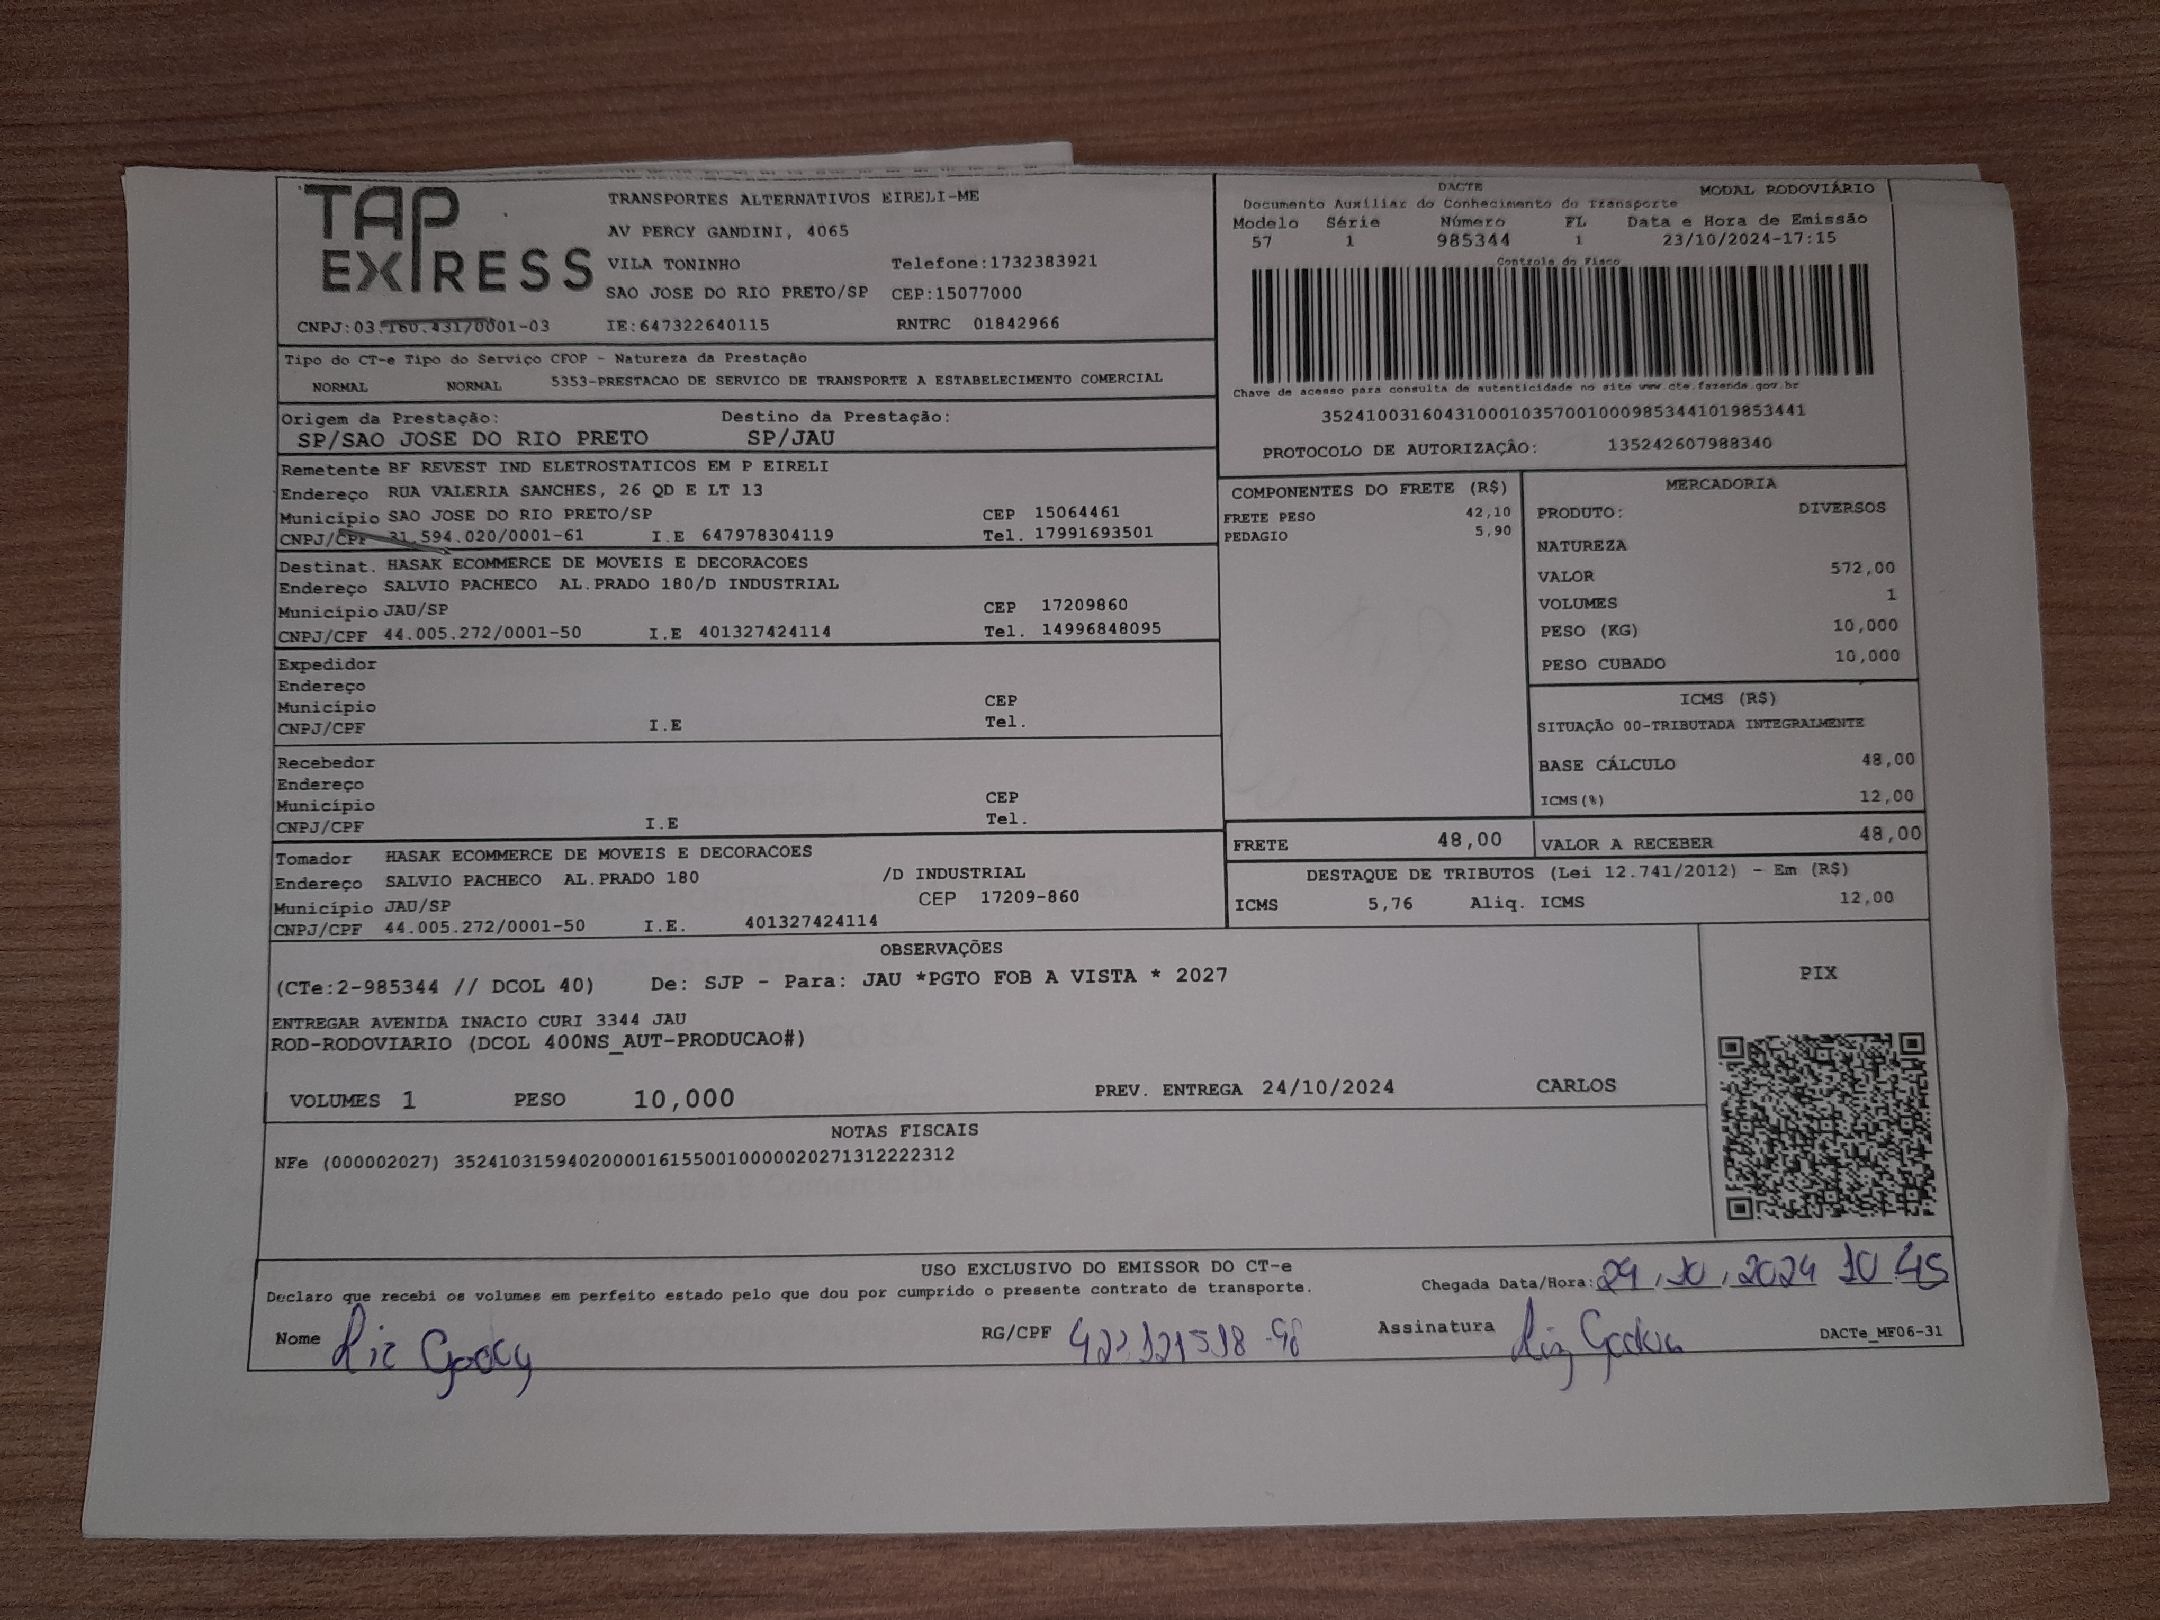 TAP EXPRESS
TRANSPORTES ALTERNATIVOS EIRELI-ME
AV PERCY GANDINI, 4065
VILA TONINHO Telefone:1732383921
SAO JOSE DO RIO PRETO/SP CEP:15077000
CNPJ:03.160.431/0001-03 IE:647322640115 RNTRC 01842966
DACTE MODAL RODOVIÁRIO
Documento Auxiliar do Conhecimento do Transporte
Modelo Série Número FL Data e Hora de Emissão
57 1 985344 1 23/10/2024-17:15
Controle do Fisco
Chave de acesso para consulta de autenticidade no site www.cte.fazenda.gov.br
35241003160431000103570010009853441019853441
PROTOCOLO DE AUTORIZAÇÃO: 135242607988340
Tipo do CT-e Tipo do Serviço CFOP - Natureza da Prestação
NORMAL NORMAL 5353-PRESTACAO DE SERVICO DE TRANSPORTE A ESTABELECIMENTO COMERCIAL
Origem da Prestação: Destino da Prestação:
SP/SAO JOSE DO RIO PRETO SP/JAU
Remetente BF REVEST IND ELETROSTATICOS EM P EIRELI
Endereço RUA VALERIA SANCHES, 26 QD E LT 13
Município SAO JOSE DO RIO PRETO/SP CEP 15064461
CNPJ/CPF 31.594.020/0001-61 I.E 647978304119 Tel. 17991693501
Destinat. HASAK ECOMMERCE DE MOVEIS E DECORACOES
Endereço SALVIO PACHECO AL.PRADO 180/D INDUSTRIAL
Município JAU/SP CEP 17209860
CNPJ/CPF 44.005.272/0001-50 I.E 401327424114 Tel. 14996848095
Expedidor
Endereço
Município CEP
CNPJ/CPF I.E Tel.
Recebedor
Endereço
Município CEP
CNPJ/CPF I.E Tel.
Tomador HASAK ECOMMERCE DE MOVEIS E DECORACOES
Endereço SALVIO PACHECO AL.PRADO 180 /D INDUSTRIAL
Município JAU/SP CEP 17209-860
CNPJ/CPF 44.005.272/0001-50 I.E. 401327424114
COMPONENTES DO FRETE (R$)
FRETE PESO 42,10
PEDAGIO 5,90
MERCADORIA
PRODUTO: DIVERSOS
NATUREZA
VALOR 572,00
VOLUMES 1
PESO (KG) 10,000
PESO CUBADO 10,000
ICMS (R$)
SITUAÇÃO 00-TRIBUTADA INTEGRALMENTE
BASE CÁLCULO 48,00
ICMS(%) 12,00
FRETE 48,00 VALOR A RECEBER 48,00
DESTAQUE DE TRIBUTOS (Lei 12.741/2012) - Em (R$)
ICMS 5,76 Aliq. ICMS 12,00
OBSERVAÇÕES
(CTe:2-985344 // DCOL 40) De: SJP - Para: JAU *PGTO FOB A VISTA * 2027
ENTREGAR AVENIDA INACIO CURI 3344 JAU
ROD-RODOVIARIO (DCOL 400NS_AUT-PRODUCAO#)
VOLUMES 1 PESO 10,000 PREV. ENTREGA 24/10/2024 CARLOS
PIX
NOTAS FISCAIS
NFe (000002027) 35241031594020000161550010000020271312222312
USO EXCLUSIVO DO EMISSOR DO CT-e
Declaro que recebi os volumes em perfeito estado pelo que dou por cumprido o presente contrato de transporte. Chegada Data/Hora: 24, 10, 2024 10 45
Nome Liz Godoy RG/CPF Assinatura Liz Godoy DACTe_MF06-31